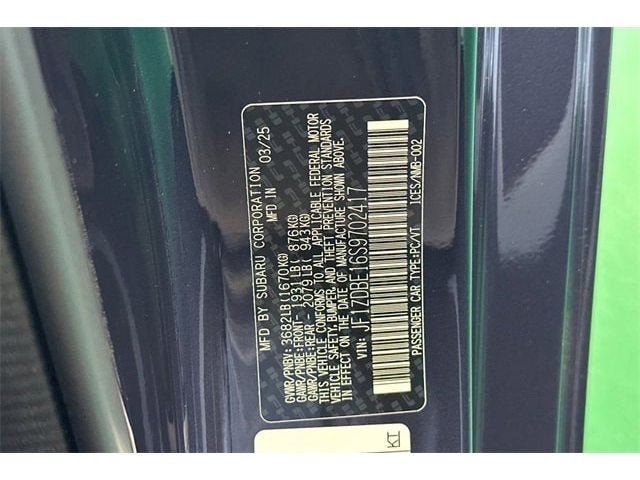 MFD BY SUBARU CORPORATION 03/25
MFD IN
GVWR/PNBV: 3682LB(1670KG)
GAWR/PNBE:FRONT- 1932LB( 876KG)
GAWR/PNBE:REAR - 2079LB( 943KG)
THIS VEHICLE CONFORMS TO ALL APPLICABLE FEDERAL MOTOR
VEHICLE SAFETY, BUMPER, AND THEFT PREVENTION STANDARDS
IN EFFECT ON THE DATE OF MANUFACTURE SHOWN ABOVE.
VIN: JF1ZDBE16S9702417
PASSENGER CAR TYPE:PC/VT ICES/NMB-002
KI